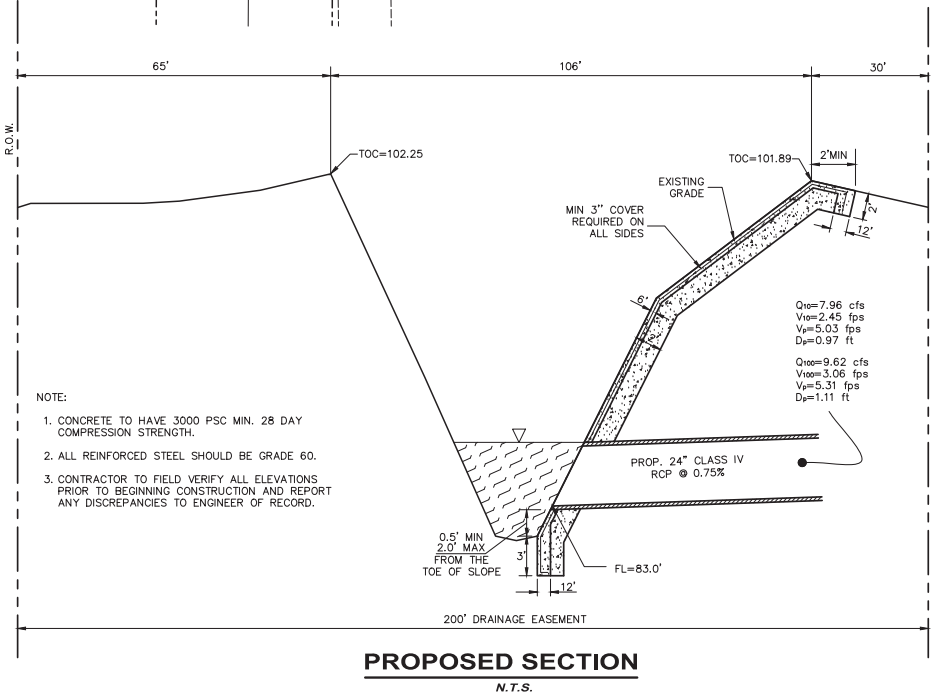 65'
106'
30'
R.O.W.
TOC=102.25
TOC=101.89
2'MIN
EXISTING
GRADE
MIN 3" COVER
REQUIRED ON
ALL SIDES
2'
12'
6'
2'
Q10=7.96 cfs
V10=2.45 fps
Vp=5.03 fps
Dp=0.97 ft
Q100=9.62 cfs
V100=3.06 fps
Vp=5.31 fps
Dp=1.11 ft
NOTE:
1. CONCRETE TO HAVE 3000 PSC MIN. 28 DAY
COMPRESSION STRENGTH.
2. ALL REINFORCED STEEL SHOULD BE GRADE 60.
3. CONTRACTOR TO FIELD VERIFY ALL ELEVATIONS
PRIOR TO BEGINNING CONSTRUCTION AND REPORT
ANY DISCREPANCIES TO ENGINEER OF RECORD.
PROP. 24" CLASS IV
RCP @ 0.75%
0.5' MIN
2.0' MAX
FROM THE
TOE OF SLOPE
3'
FL=83.0'
12'
200' DRAINAGE EASEMENT
PROPOSED SECTION
N.T.S.